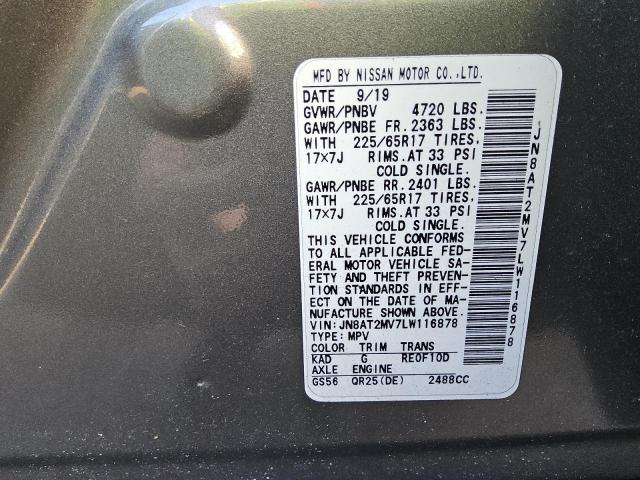 MFD BY NISSAN MOTOR CO.,LTD.
DATE 9/19
GVWR/PNBV 4720 LBS.
GAWR/PNBE FR. 2363 LBS.
WITH 225/65R17 TIRES,
17×7J RIMS.AT 33 PSI
COLD SINGLE.
GAWR/PNBE RR. 2401 LBS.
WITH 225/65R17 TIRES,
17×7J RIMS.AT 33 PSI
COLD SINGLE.
THIS VEHICLE CONFORMS
TO ALL APPLICABLE FED-
ERAL MOTOR VEHICLE SA-
FETY AND THEFT PREVEN-
TION STANDARDS IN EFF-
ECT ON THE DATE OF MA-
NUFACTURE SHOWN ABOVE.
VIN:JN8AT2MV7LW116878
TYPE:MPV
COLOR TRIM TRANS
KAD G RE0F10D
AXLE ENGINE
GS56 QR25(DE) 2488CC
JN8AT2MV7LW116878